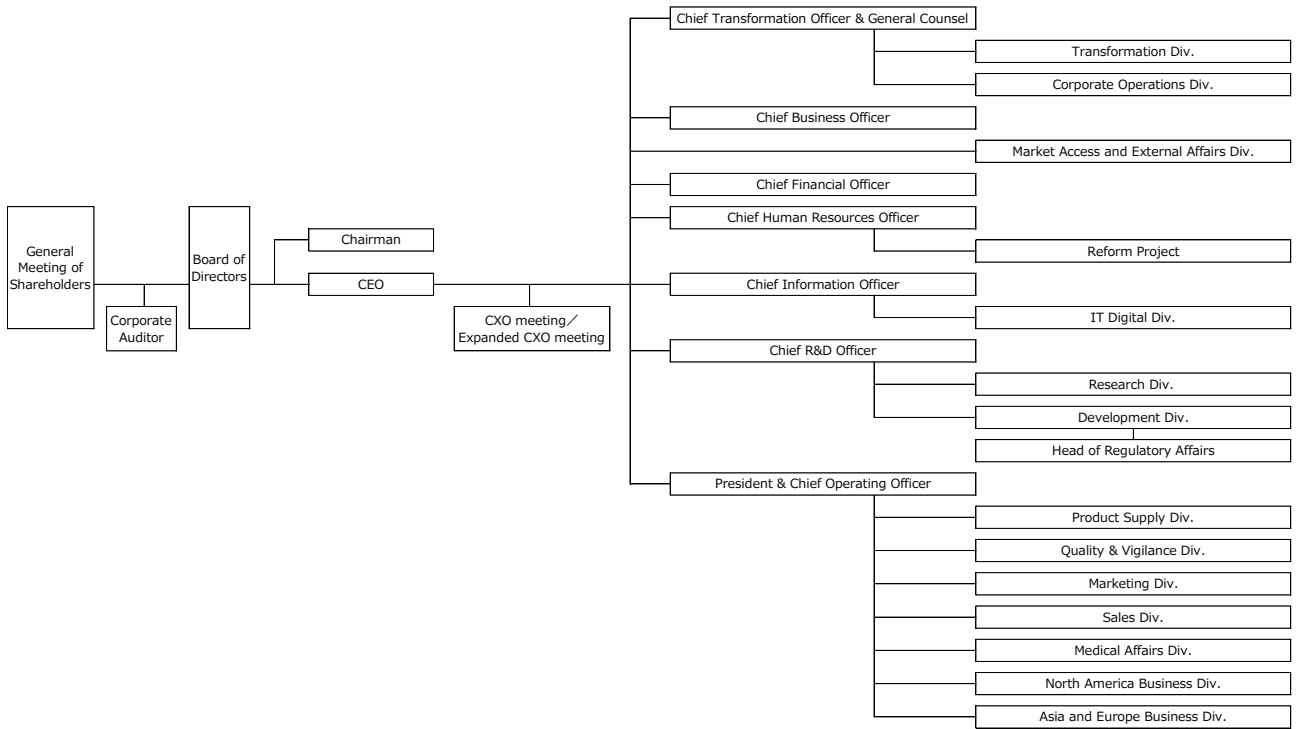 General
Meeting of
Shareholders
Corporate
Auditor
Board of
Directors
Chairman
CEO
CXO meeting／
Expanded CXO meeting
Chief Transformation Officer & General Counsel
Transformation Div.
Corporate Operations Div.
Chief Business Officer
Market Access and External Affairs Div.
Chief Financial Officer
Chief Human Resources Officer
Reform Project
Chief Information Officer
IT Digital Div.
Chief R&D Officer
Research Div.
Development Div.
Head of Regulatory Affairs
President & Chief Operating Officer
Product Supply Div.
Quality & Vigilance Div.
Marketing Div.
Sales Div.
Medical Affairs Div.
North America Business Div.
Asia and Europe Business Div.